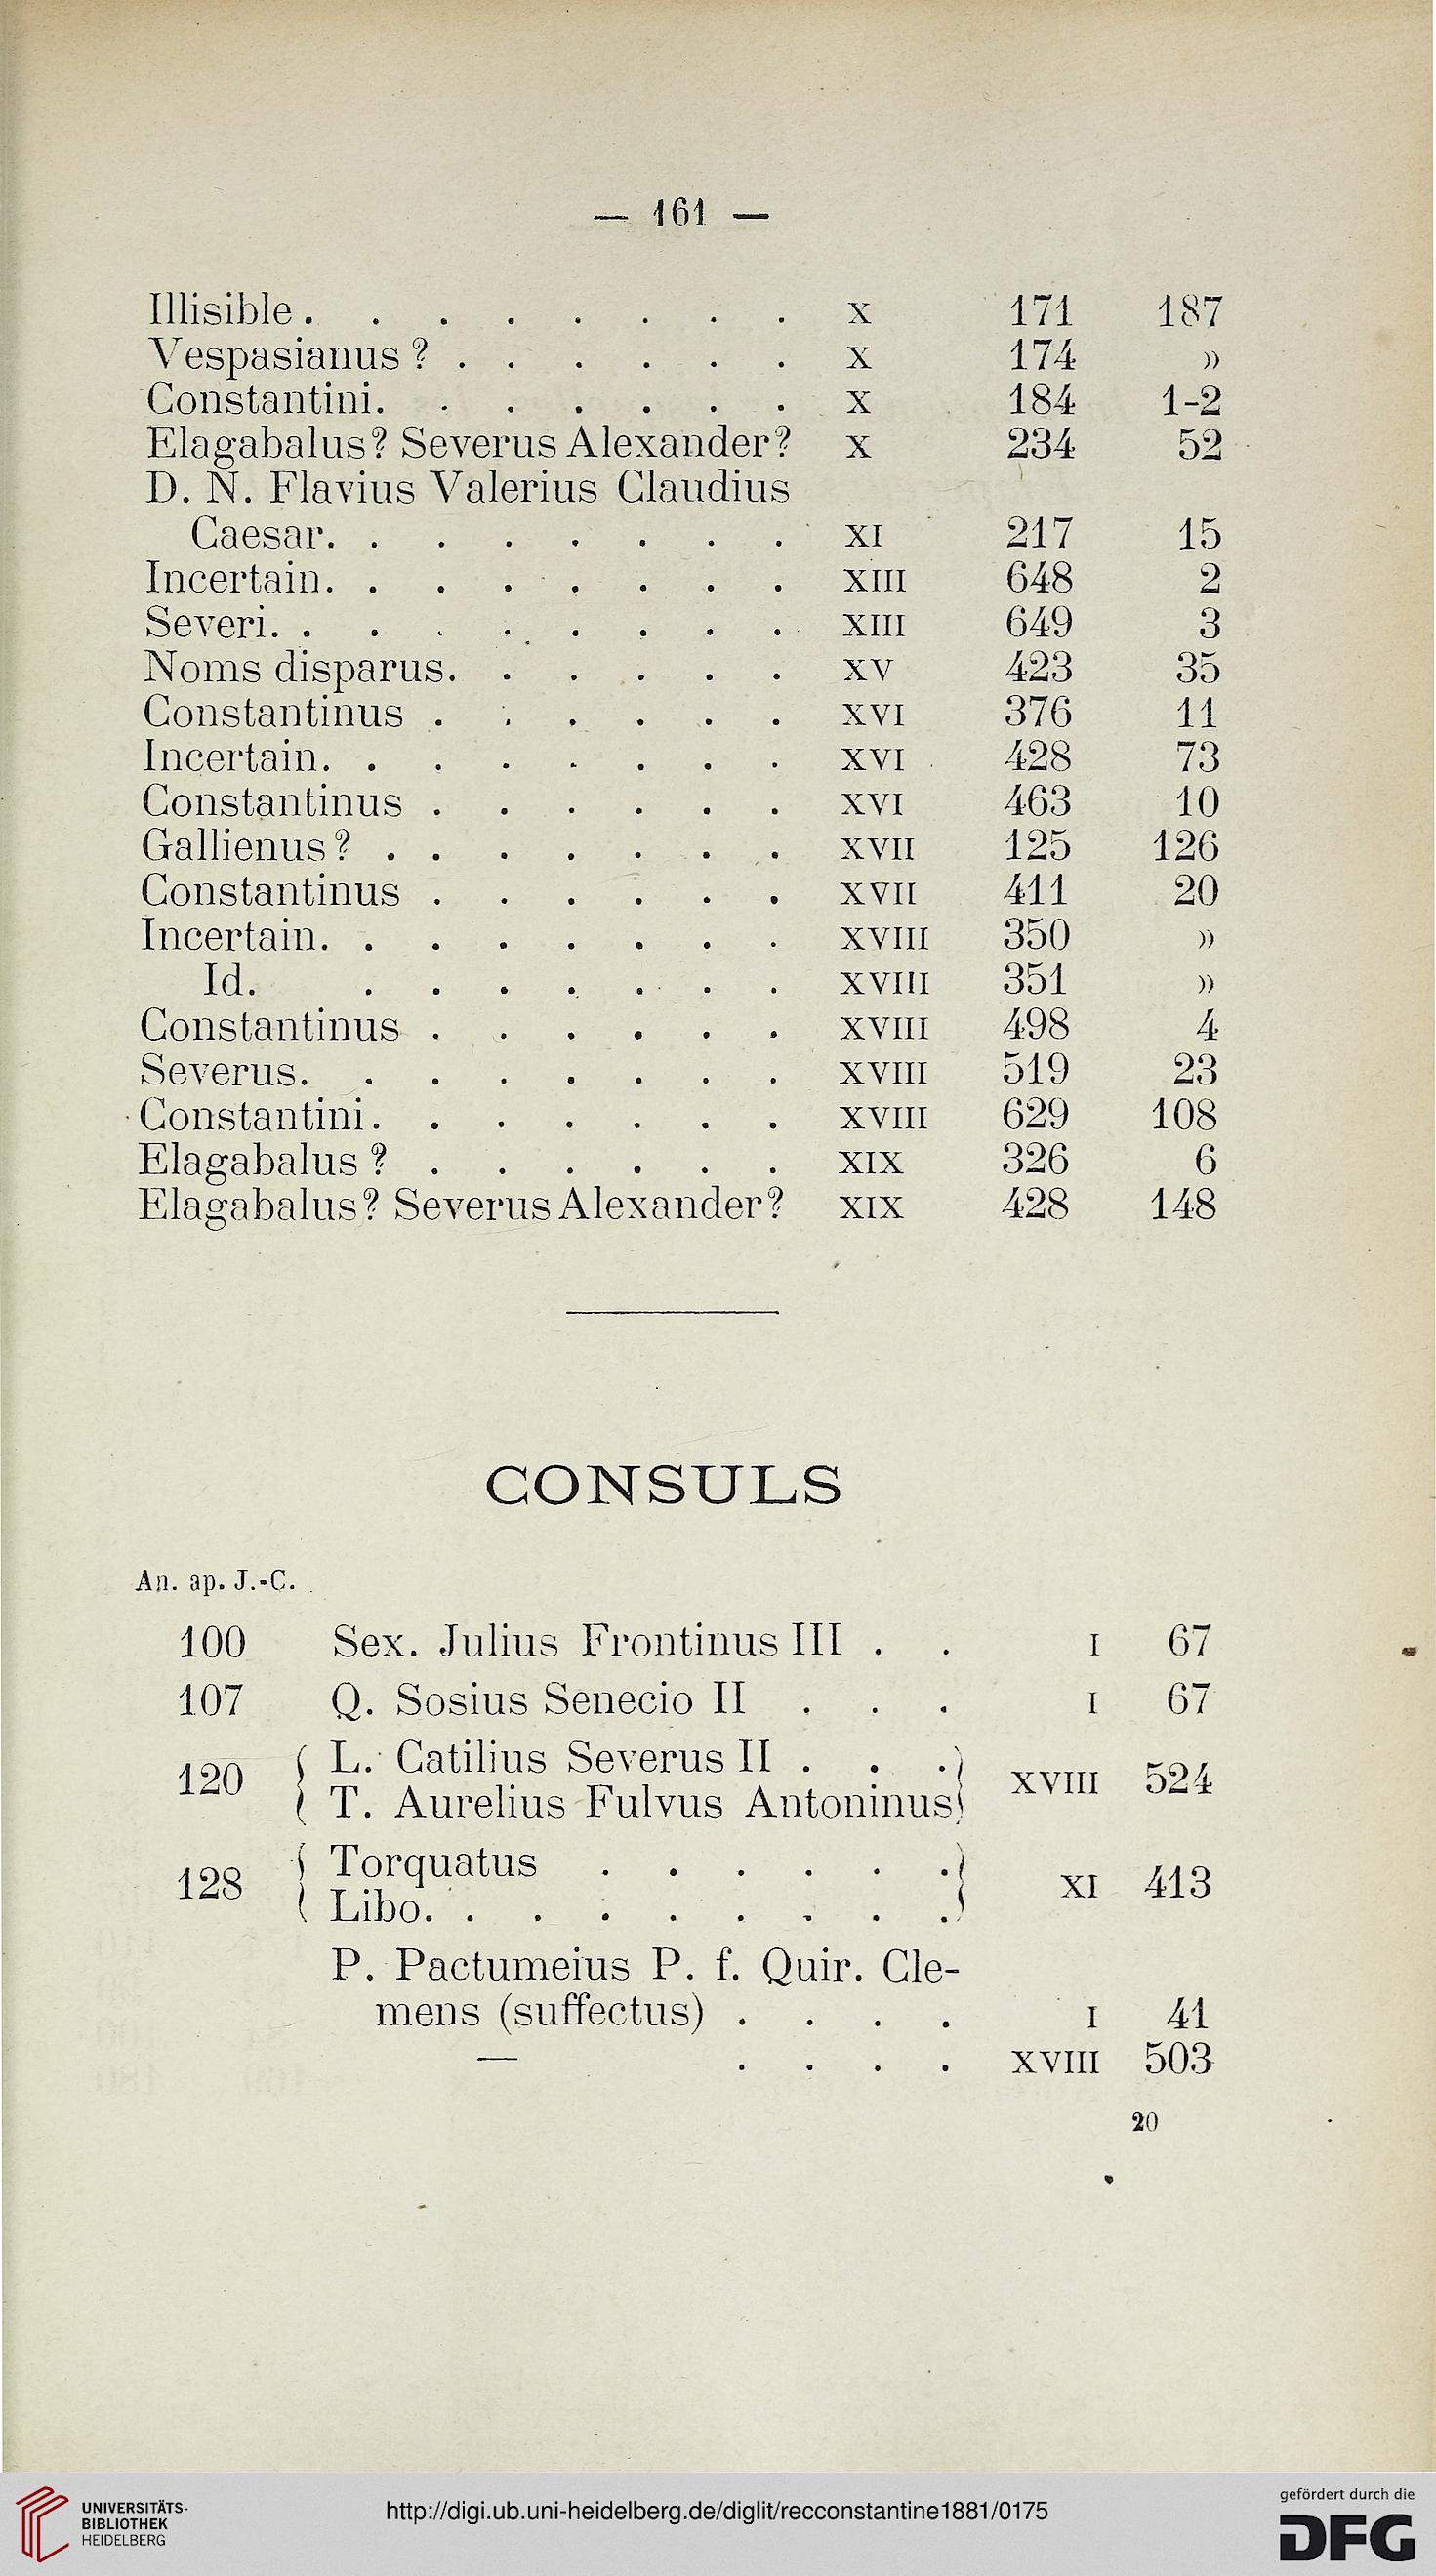 — 161 —
Illisible . . . . . . . . X 171 187
Vespasianus ? . . . . . . X 174 »
Constantini. . . . . . . X 184 1-2
Elagabalus? Severus Alexander? X 234 52
D. N. Flavius Valerius Claudius
Caesar. . . . . . . . XI 217 15
Incertain. . . . . . . . XIII 648 2
Severi. . . . . . . . . XIII 649 3
Noms disparus. . . . . . XV 423 35
Constantinus . . . . . . XVI 376 11
Incertain. . . . . . . . XVI 428 73
Constantinus . . . . . . XVI 463 10
Gallienus ? . . . . . . . XVII 125 126
Constantinus . . . . . . XVII 411 20
Incertain. . . . . . . . XVIII 350 »
Id. . . . . . . . XVIII 351 »
Constantinus . . . . . . XVIII 498 4
Severus. . . . . . . . XVIII 519 23
Constantini. . . . . . . XVIII 629 108
Elagabalus ? . . . . . . XIX 326 6
Elagabalus? Severus Alexander? XIX 428 148
CONSULS
An. ap. J.-C.
100 Sex. Julius Frontinus III . . I 67
107 Q. Sosius Senecio II . . . I 67
120 L. Catilius Severus II . . . XVIII 524
T. Aurelius Fulvus Antoninus
128 Torquatus . . . . . . XI 413
Libo. . . . . . . . .
P. Pactumeius P. f. Quir. Cle-
mens (suffectus) . . . . I 41
— . . . . XVIII 503
20
UNIVERSITÄTS-
BIBLIOTHEK
HEIDELBERG
http://digi.ub.uni-heidelberg.de/diglit/recconstantine1881/0175
gefördert durch die
DFG